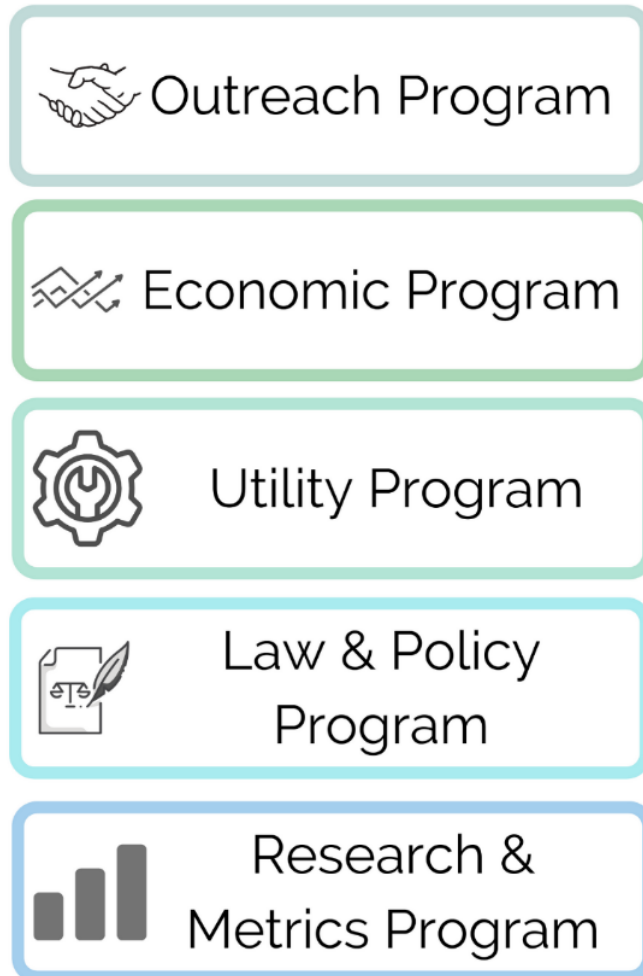 Outreach Program
Economic Program
Utility Program
Law & Policy
Program
Research &
Metrics Program